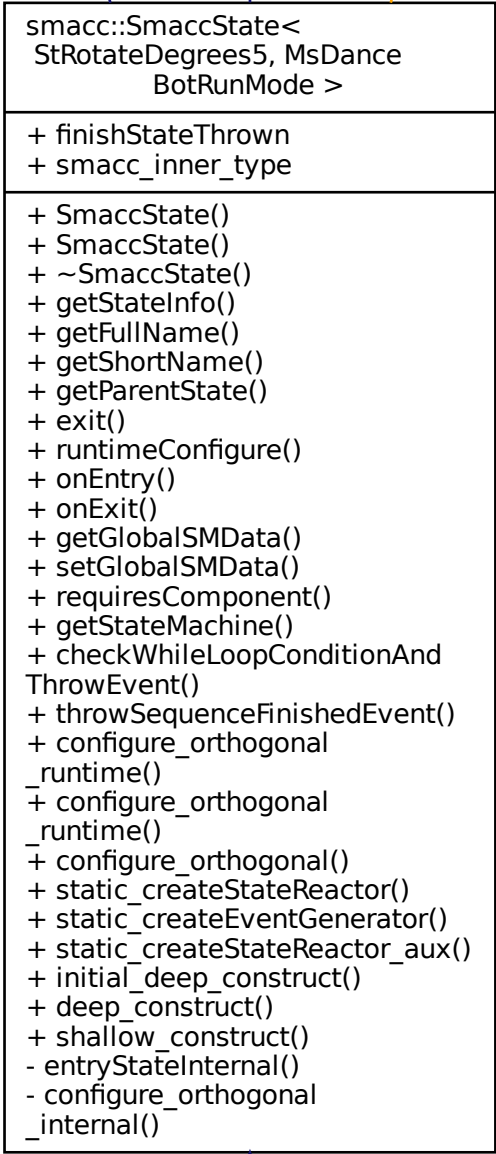 smacc::SmaccState<
StRotateDegrees5, MsDance
BotRunMode >
+ finishStateThrown
+ smacc_inner_type
+ SmaccState()
+ SmaccState()
+ ~SmaccState()
+ getStateInfo()
+ getFullName()
+ getShortName()
+ getParentState()
+ exit()
+ runtimeConfigure()
+ onEntry()
+ onExit()
+ getGlobalSMData()
+ setGlobalSMData()
+ requiresComponent()
+ getStateMachine()
+ checkWhileLoopConditionAnd
ThrowEvent()
+ throwSequenceFinishedEvent()
+ configure_orthogonal
_runtime()
+ configure_orthogonal
_runtime()
+ configure_orthogonal()
+ static_createStateReactor()
+ static_createEventGenerator()
+ static_createStateReactor_aux()
+ initial_deep_construct()
+ deep_construct()
+ shallow_construct()
- entryStateInternal()
- configure_orthogonal
_internal()